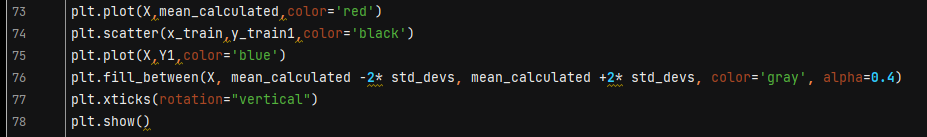 73 plt.plot(X,mean_calculated,color='red')
74 plt.scatter(x_train,y_train1,color='black')
75 plt.plot(X,Y1,color='blue')
76 plt.fill_between(X, mean_calculated -2* std_devs, mean_calculated +2* std_devs, color='gray', alpha=0.4)
77 plt.xticks(rotation="vertical")
78 plt.show()